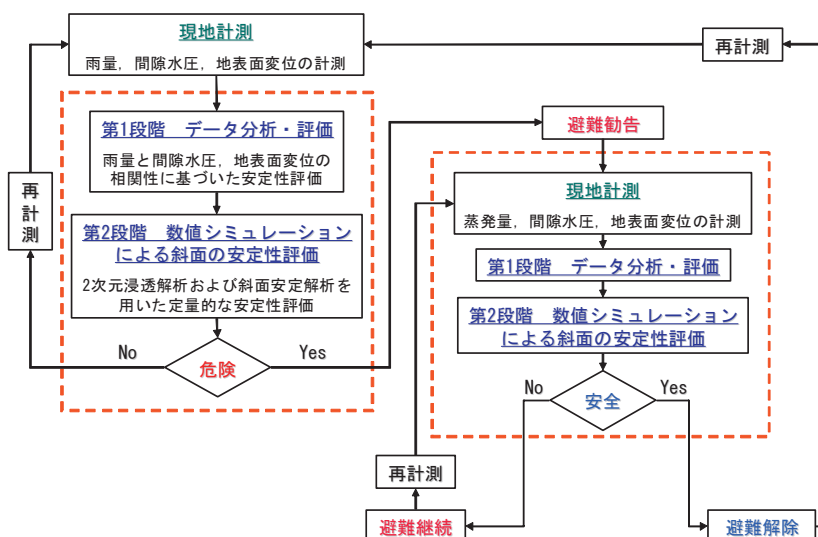 現地計測
雨量，間隙水圧，地表面変位の計測
再計測
第1段階　データ分析・評価
雨量と間隙水圧，地表面変位の
相関性に基づいた安定性評価
再計測
第2段階　数値シミュレーション
による斜面の安定性評価
2次元浸透解析および斜面安定解析を
用いた定量的な安定性評価
No
Yes
危険
避難勧告
現地計測
蒸発量，間隙水圧，地表面変位の計測
第1段階　データ分析・評価
第2段階　数値シミュレーション
による斜面の安定性評価
No
Yes
安全
再計測
避難継続
避難解除